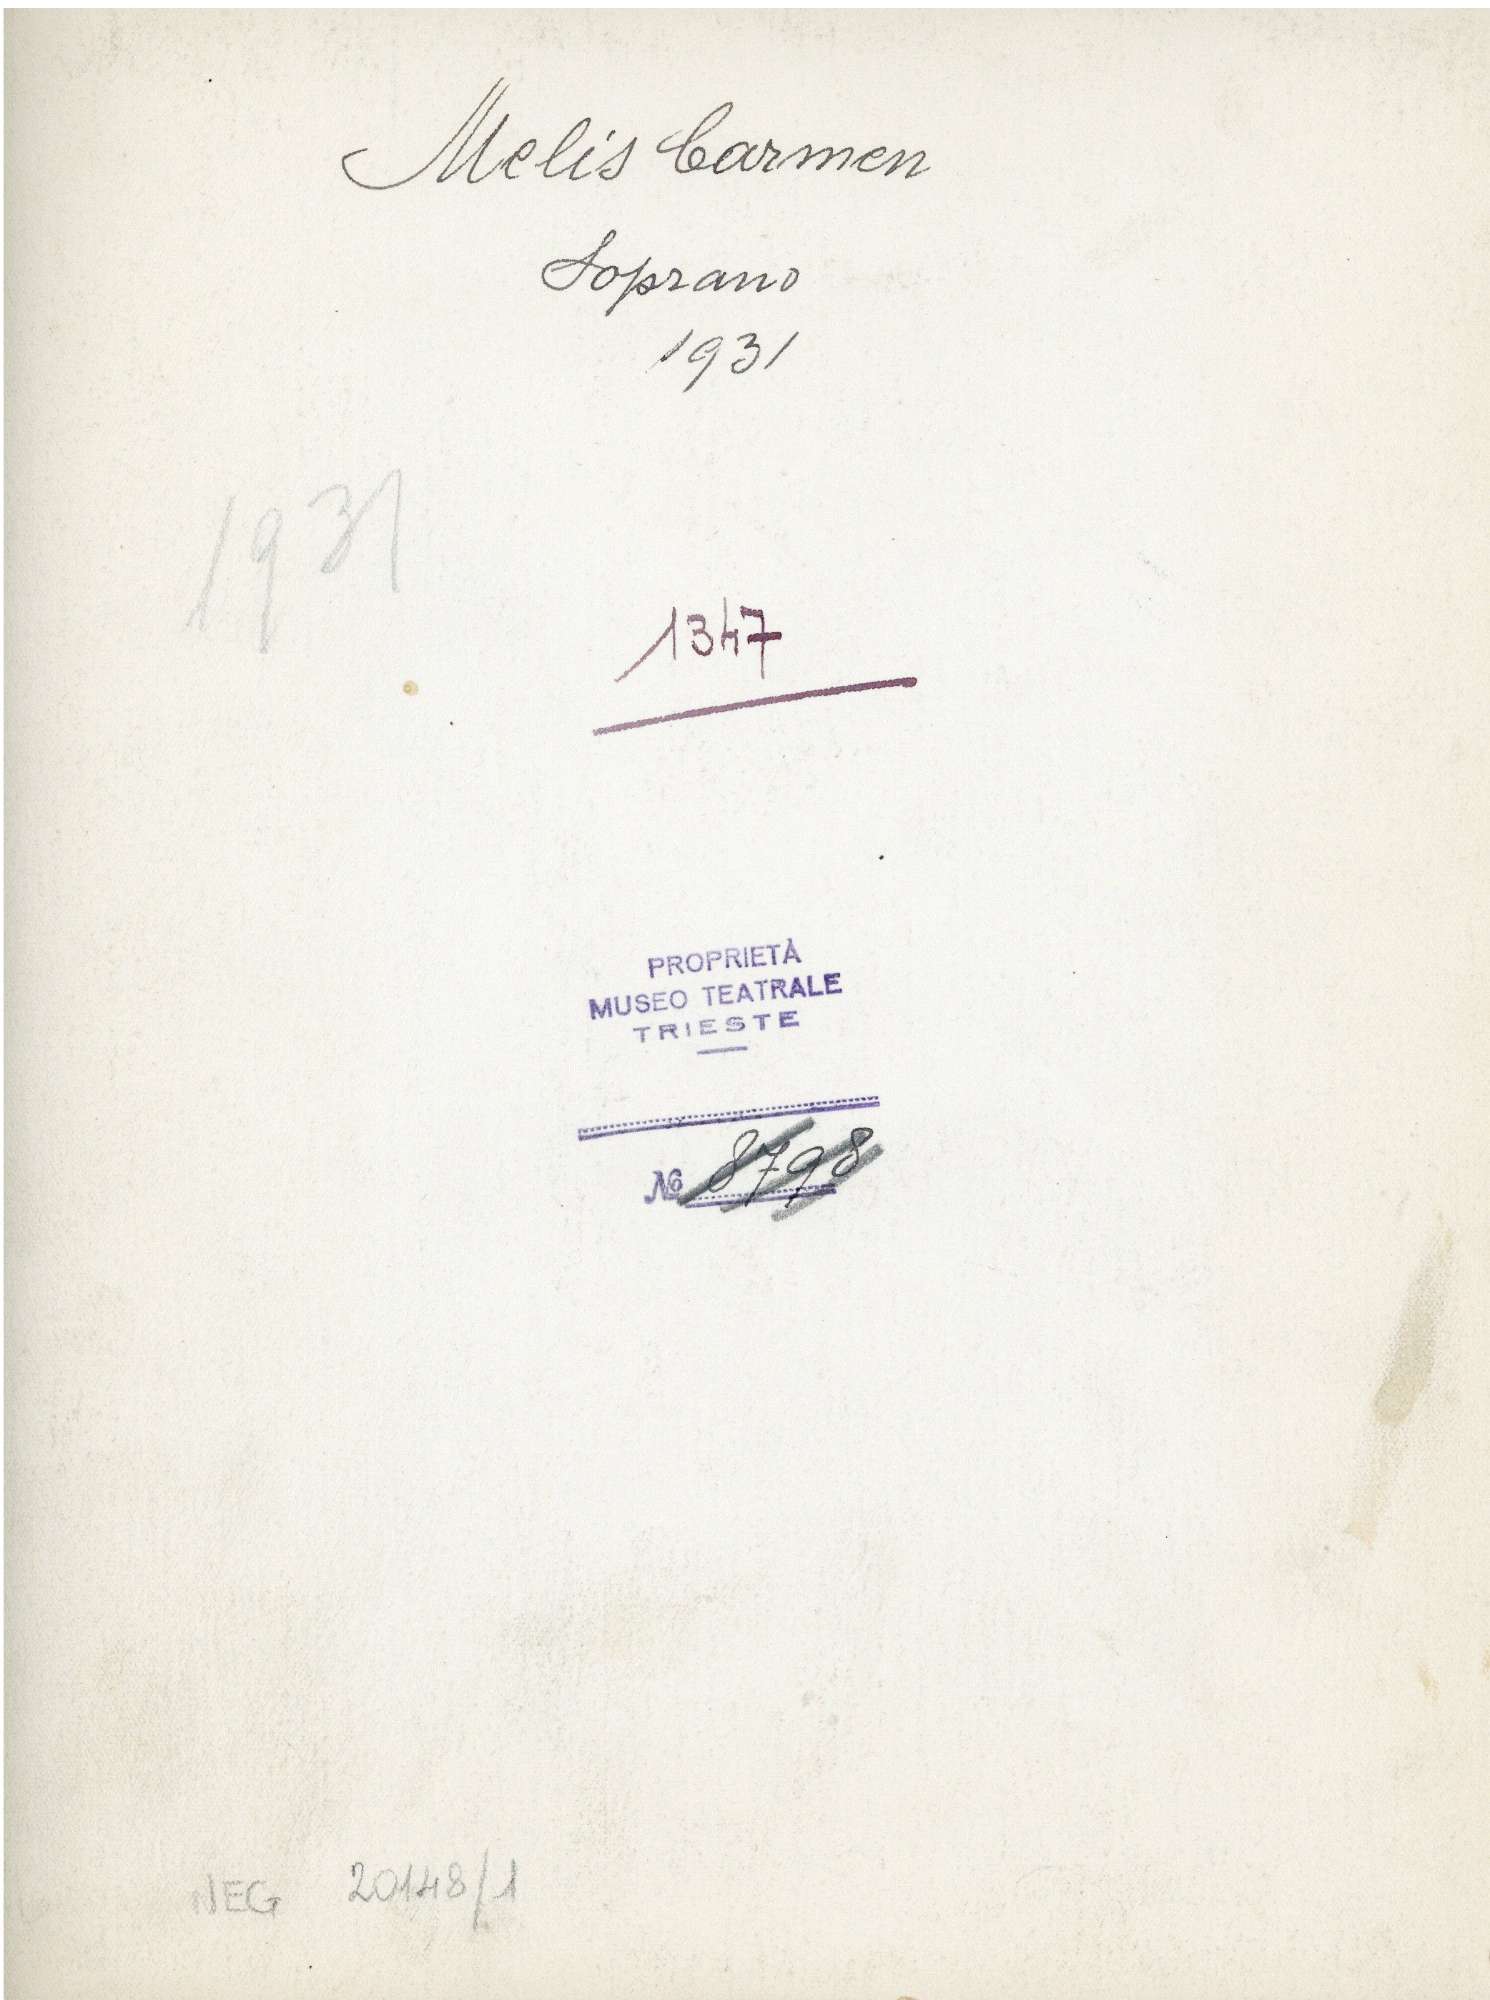 Melis Carmen
Soprano
1931
1931
1347
PROPRIETÀ
MUSEO TEATRALE
TRIESTE
№ 8798
NEG 20148/1